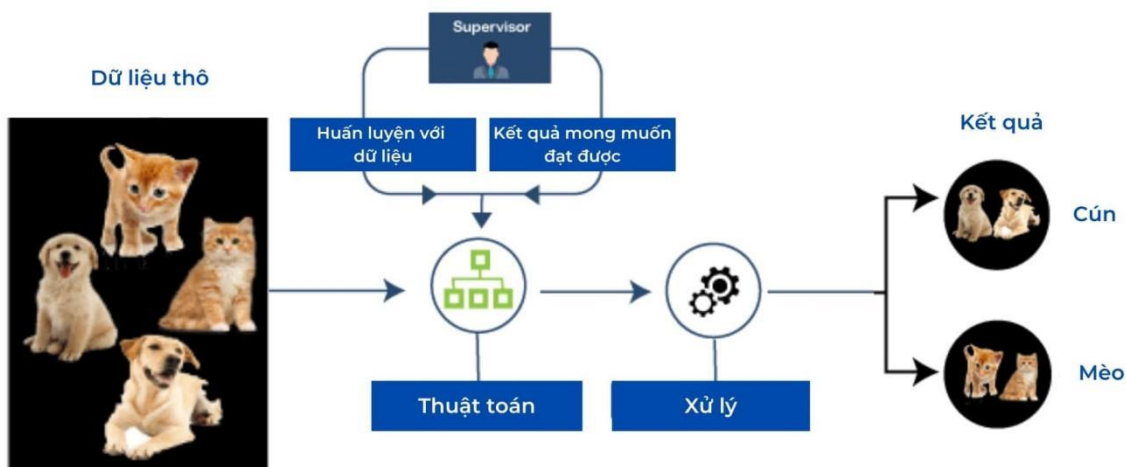 Supervisor
Dữ liệu thô
Huấn luyện với
dữ liệu
Kết quả mong muốn
đạt được
Kết quả
Cún
Mèo
Thuật toán
Xử lý